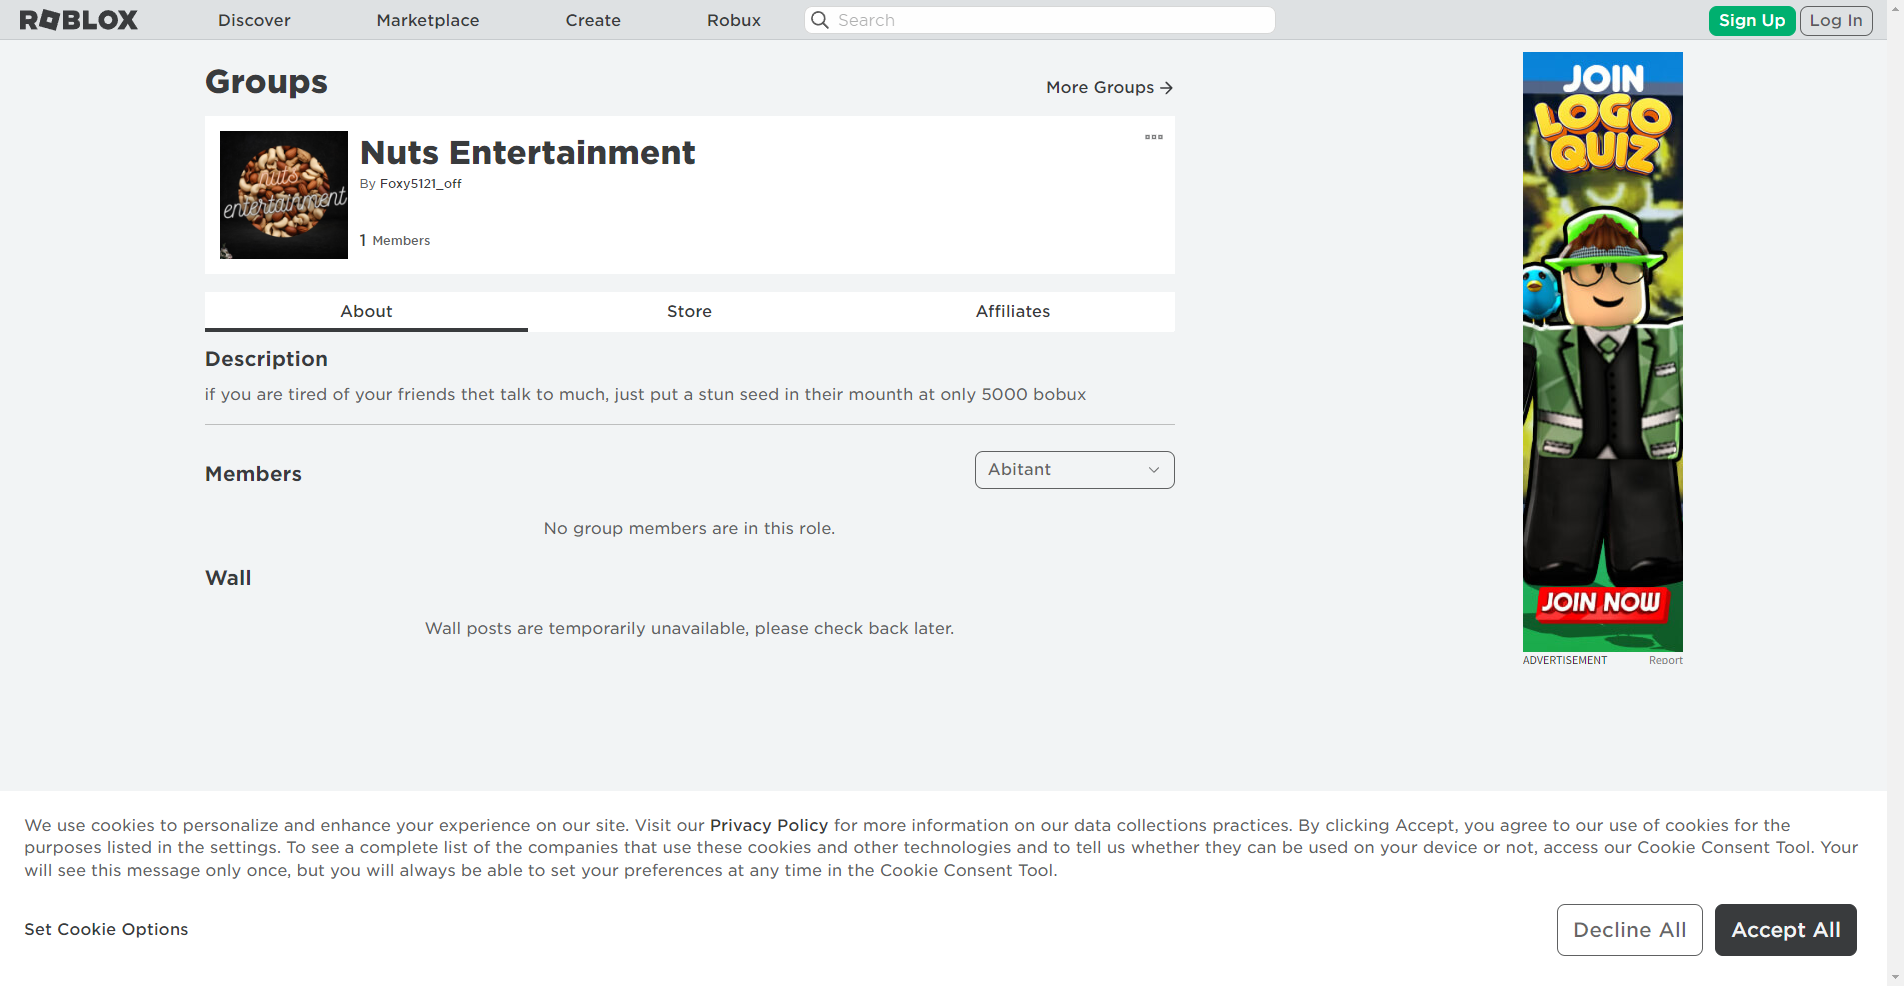 ROBLOX
Discover
Marketplace
Create
Robux
Search
Sign Up
Log In
Groups
More Groups
nuts
entertainment
Nuts Entertainment
By Foxy5121_off
1 Members
About
Store
Affiliates
Description
if you are tired of your friends thet talk to much, just put a stun seed in their mounth at only 5000 bobux
Members
Abitant
No group members are in this role.
Wall
Wall posts are temporarily unavailable, please check back later.
JOIN
LOGO
QUIZ
JOIN NOW
ADVERTISEMENT
Report
We use cookies to personalize and enhance your experience on our site. Visit our Privacy Policy for more information on our data collections practices. By clicking Accept, you agree to our use of cookies for the
purposes listed in the settings. To see a complete list of the companies that use these cookies and other technologies and to tell us whether they can be used on your device or not, access our Cookie Consent Tool. Your
will see this message only once, but you will always be able to set your preferences at any time in the Cookie Consent Tool.
Set Cookie Options
Decline All
Accept All